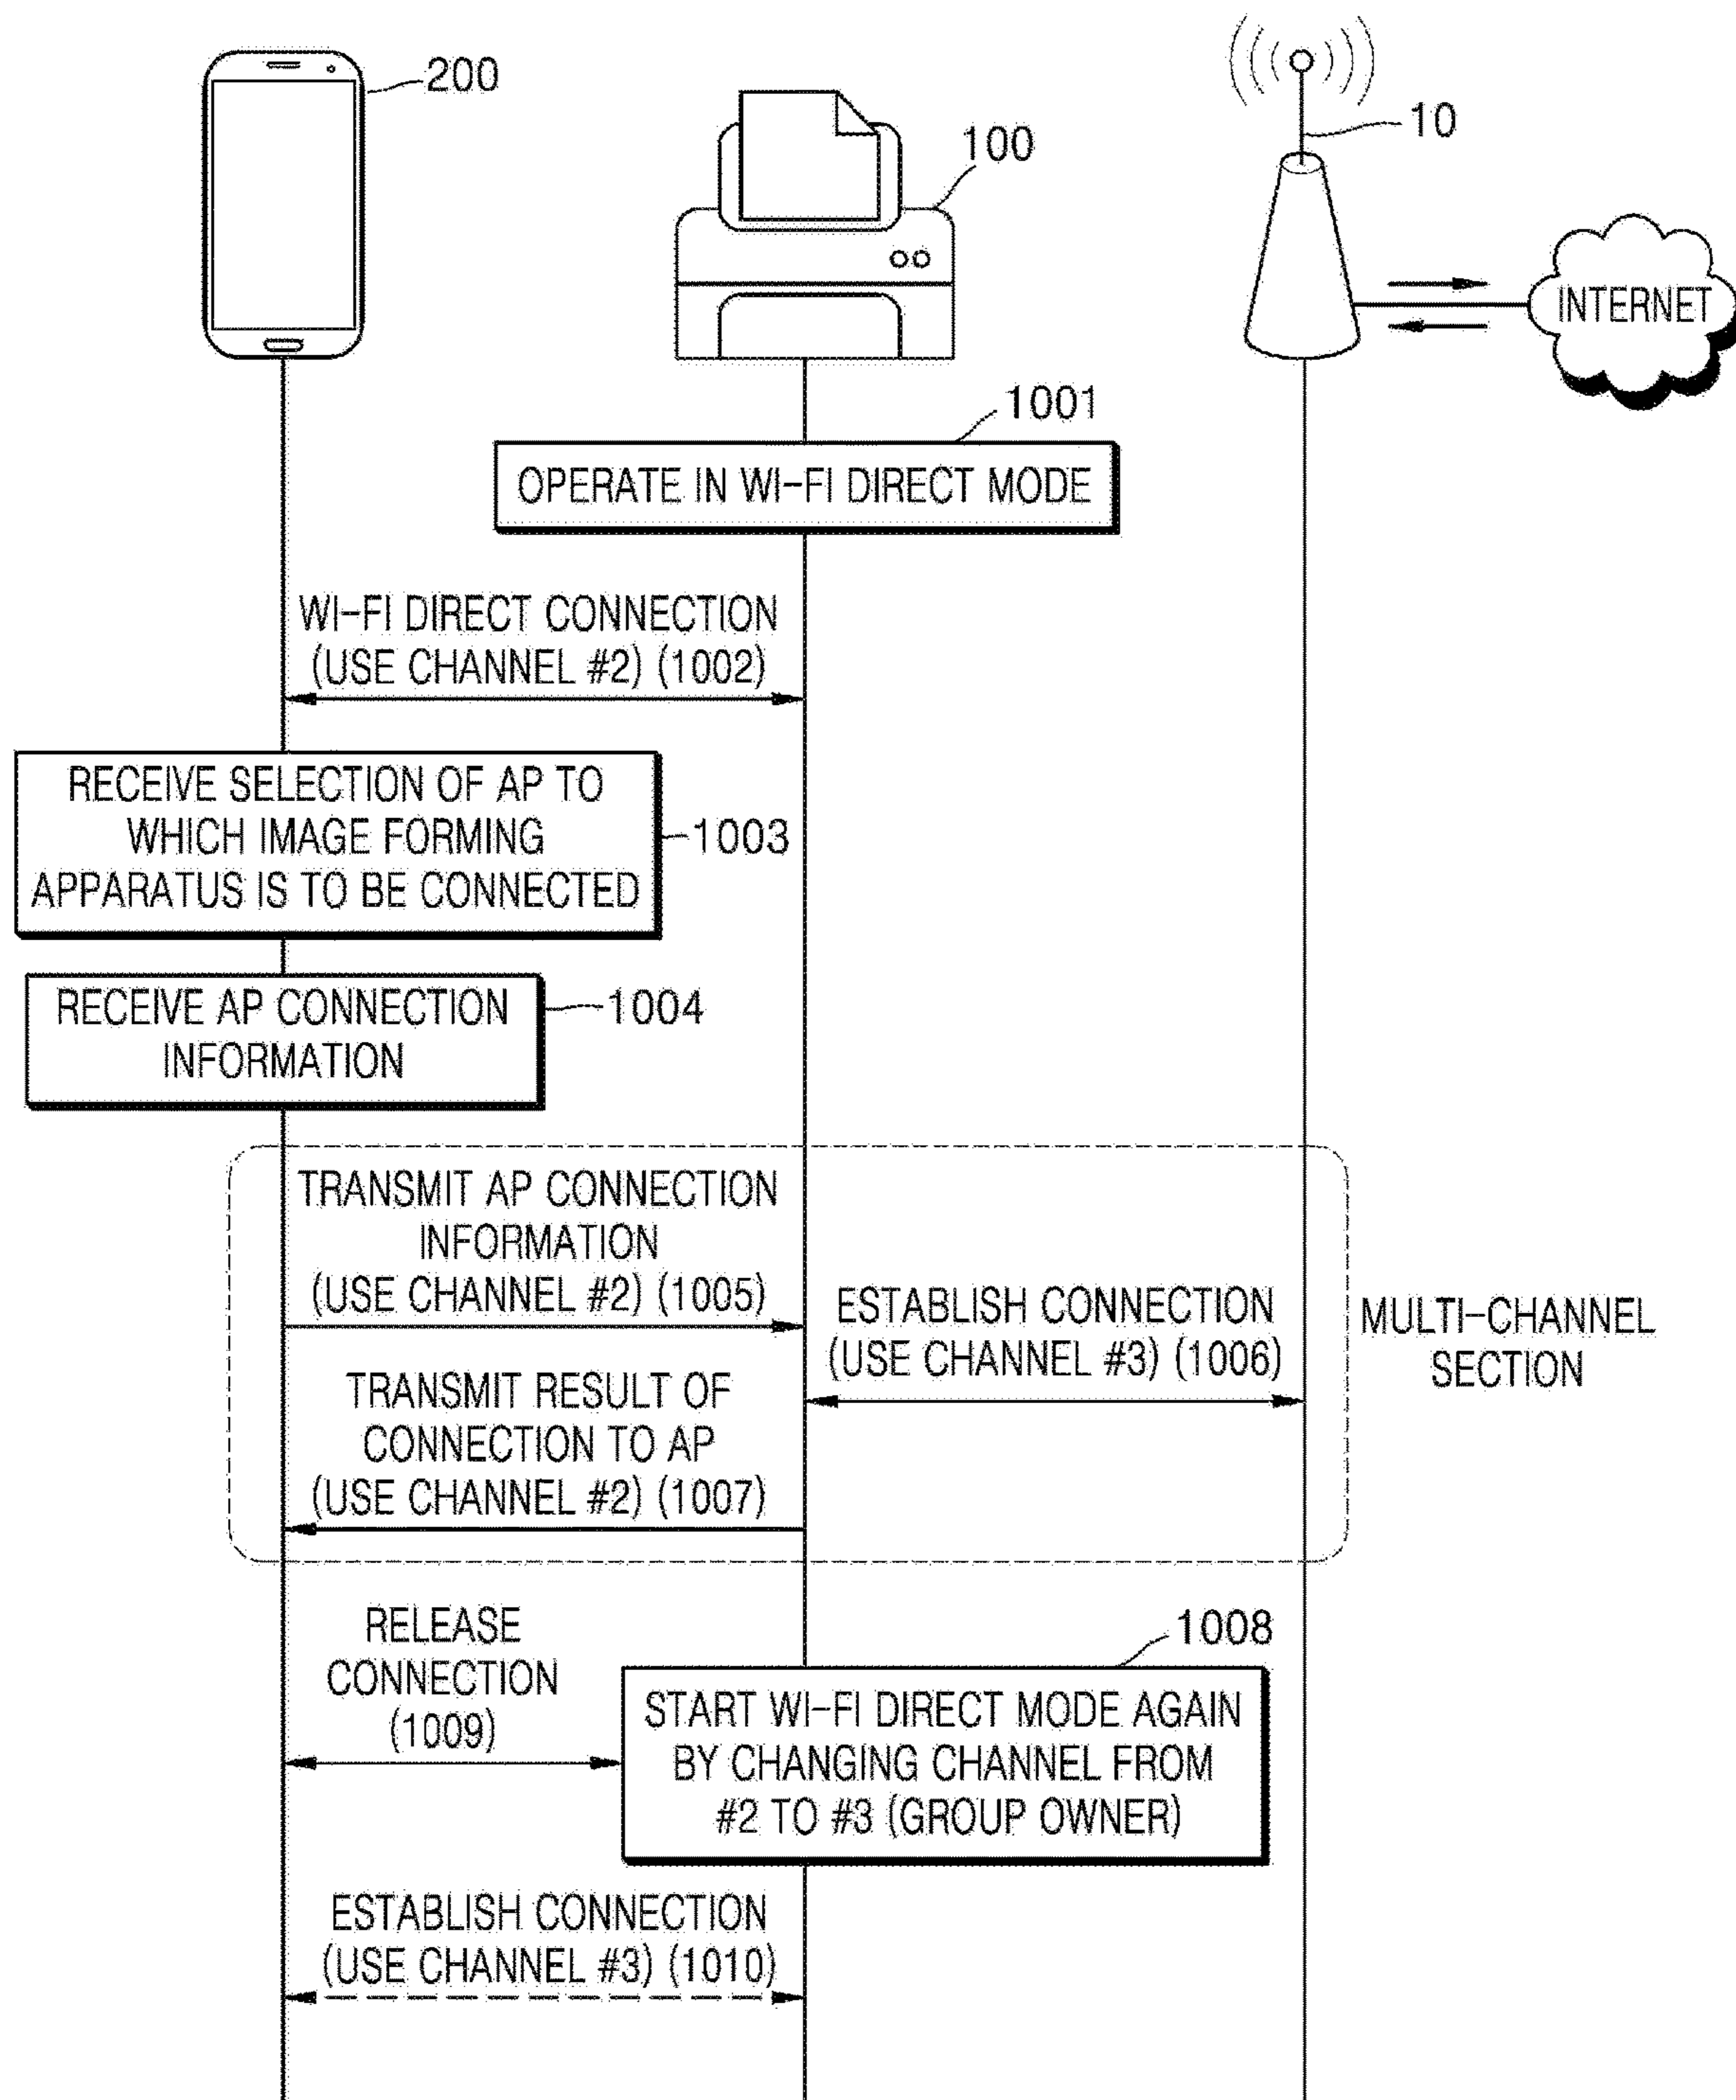 200
100
10
INTERNET
1001
OPERATE IN WI-FI DIRECT MODE
WI-FI DIRECT CONNECTION
(USE CHANNEL #2) (1002)
RECEIVE SELECTION OF AP TO
WHICH IMAGE FORMING
APPARATUS IS TO BE CONNECTED
1003
RECEIVE AP CONNECTION
INFORMATION
1004
TRANSMIT AP CONNECTION
INFORMATION
(USE CHANNEL #2) (1005)
ESTABLISH CONNECTION
(USE CHANNEL #3) (1006)
MULTI-CHANNEL
SECTION
TRANSMIT RESULT OF
CONNECTION TO AP
(USE CHANNEL #2) (1007)
RELEASE
CONNECTION
(1009)
1008
START WI-FI DIRECT MODE AGAIN
BY CHANGING CHANNEL FROM
#2 TO #3 (GROUP OWNER)
ESTABLISH CONNECTION
(USE CHANNEL #3) (1010)